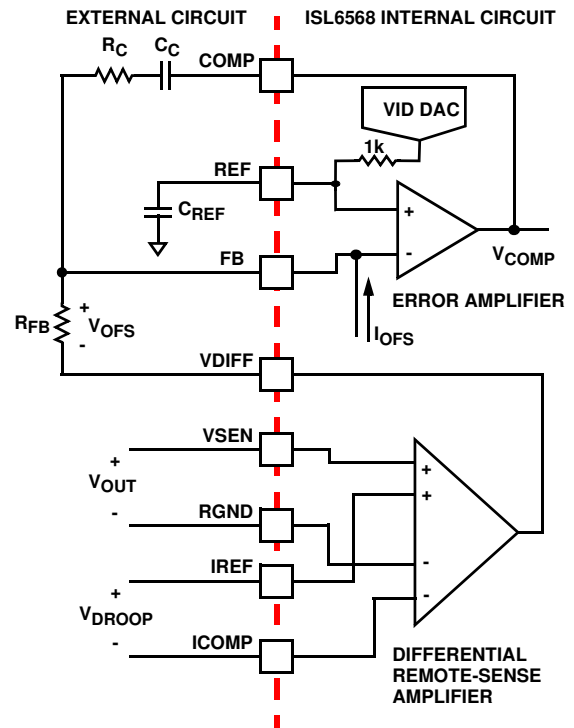 EXTERNAL CIRCUIT
ISL6568 INTERNAL CIRCUIT
RC
CC
COMP
VID DAC
1k
REF
CREF
+
-
FB
VCOMP
ERROR AMPLIFIER
IOFS
RFB
+
VOFS
-
VDIFF
VSEN
+
+
VOUT
+
-
RGND
-
IREF
+
-
VDROOP
-
ICOMP
DIFFERENTIAL
REMOTE-SENSE
AMPLIFIER